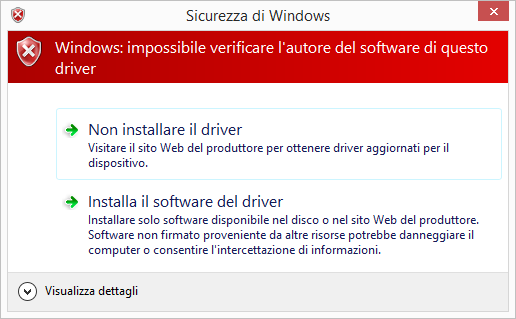 Sicurezza di Windows
Windows: impossibile verificare l'autore del software di questo
driver
Non installare il driver
Visitare il sito Web del produttore per ottenere driver aggiornati per il
dispositivo.
Installa il software del driver
Installare solo software disponibile nel disco o nel sito Web del produttore.
Software non firmato proveniente da altre risorse potrebbe danneggiare il
computer o consentire l'intercettazione di informazioni.
Visualizza dettagli